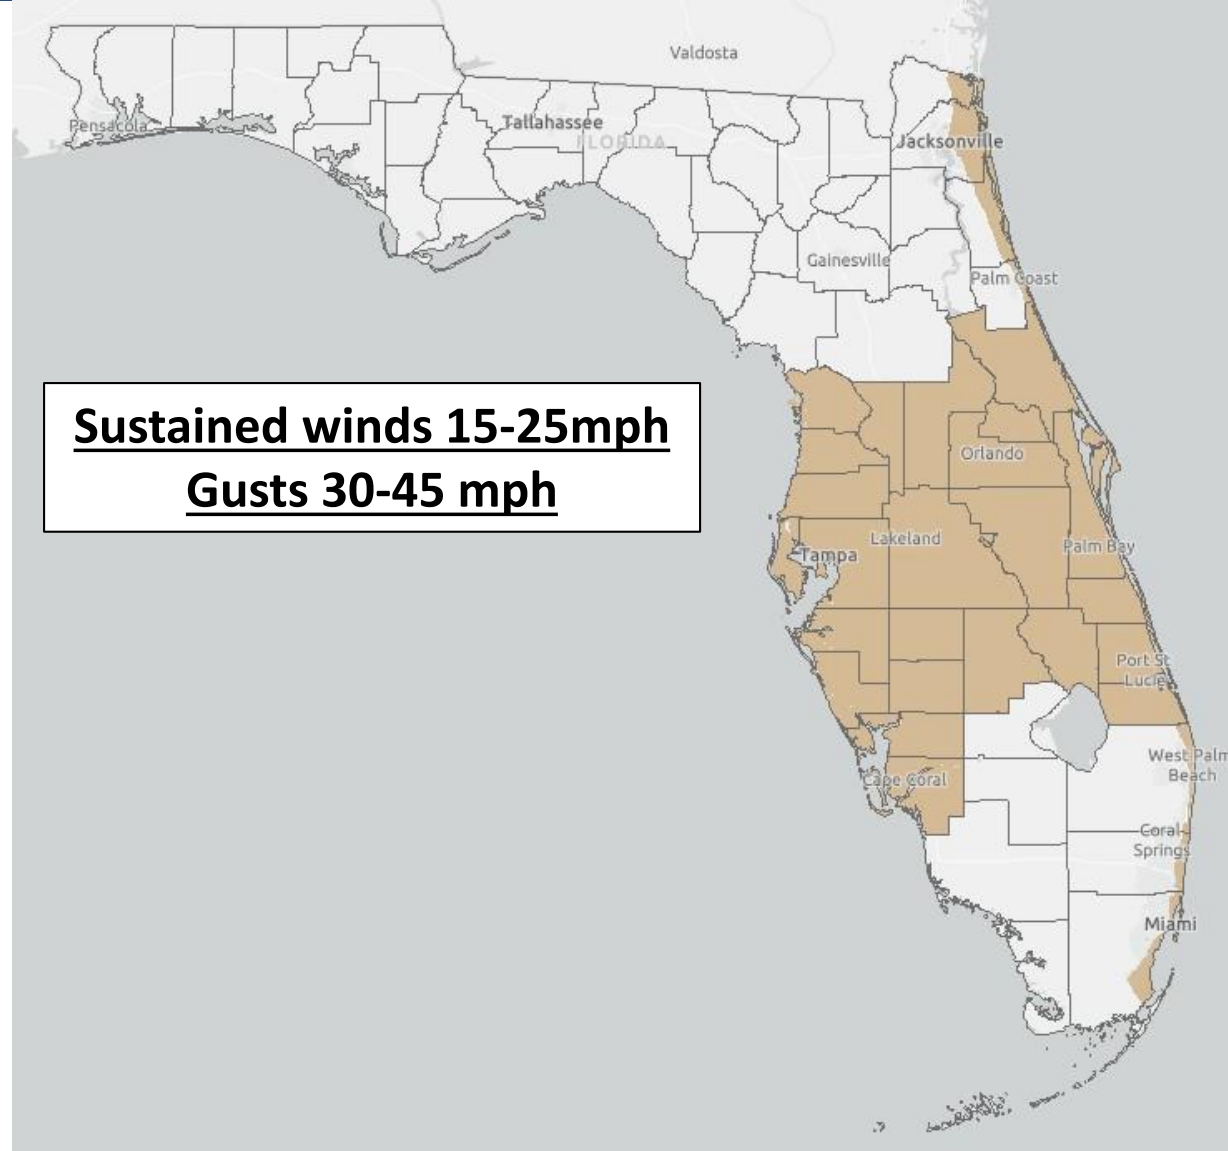 Valdosta
Pensacola
Tallahassee
FLORIDA
Jacksonville
Gainesville
Palm Coast
Sustained winds 15-25mph
Gusts 30-45 mph
Orlando
Lakeland
Palm Bay
Tampa
Port St
Lucie
West Palm
Beach
Cape Coral
Coral
Springs
Miami